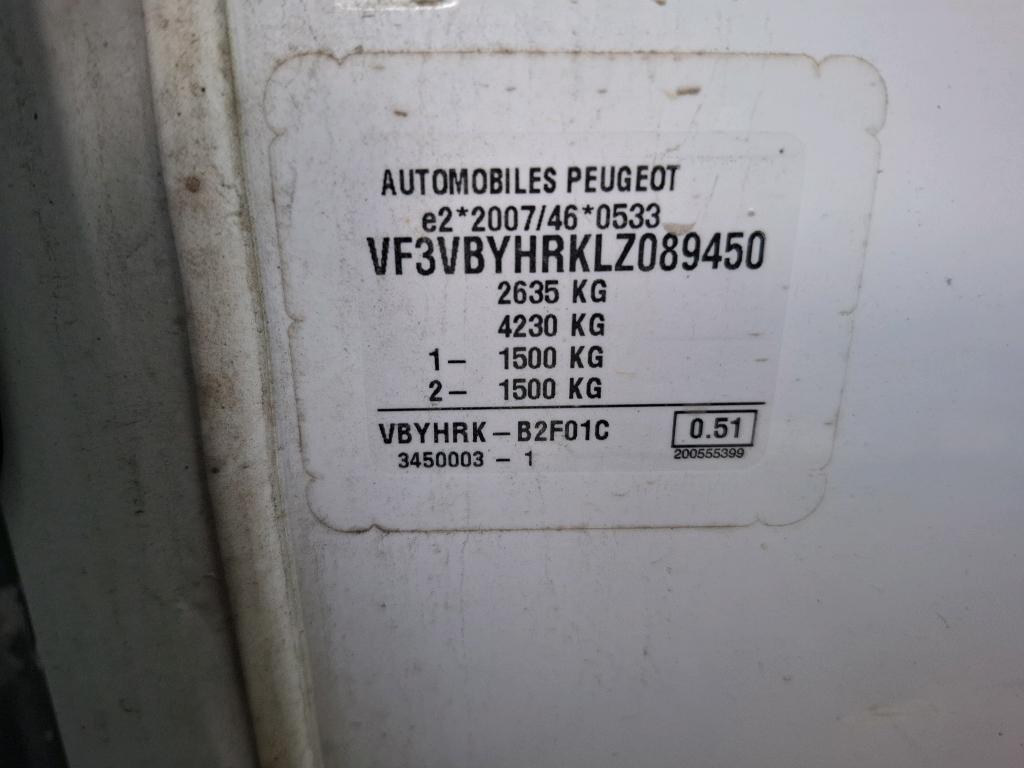 AUTOMOBILES PEUGEOT
e2*2007/46*0533
VF3VBYHRKLZ089450
2635 KG
4230 KG
1- 1500 KG
2- 1500 KG
VBYHRK-B2F01C 0.51
3450003 - 1 200555399